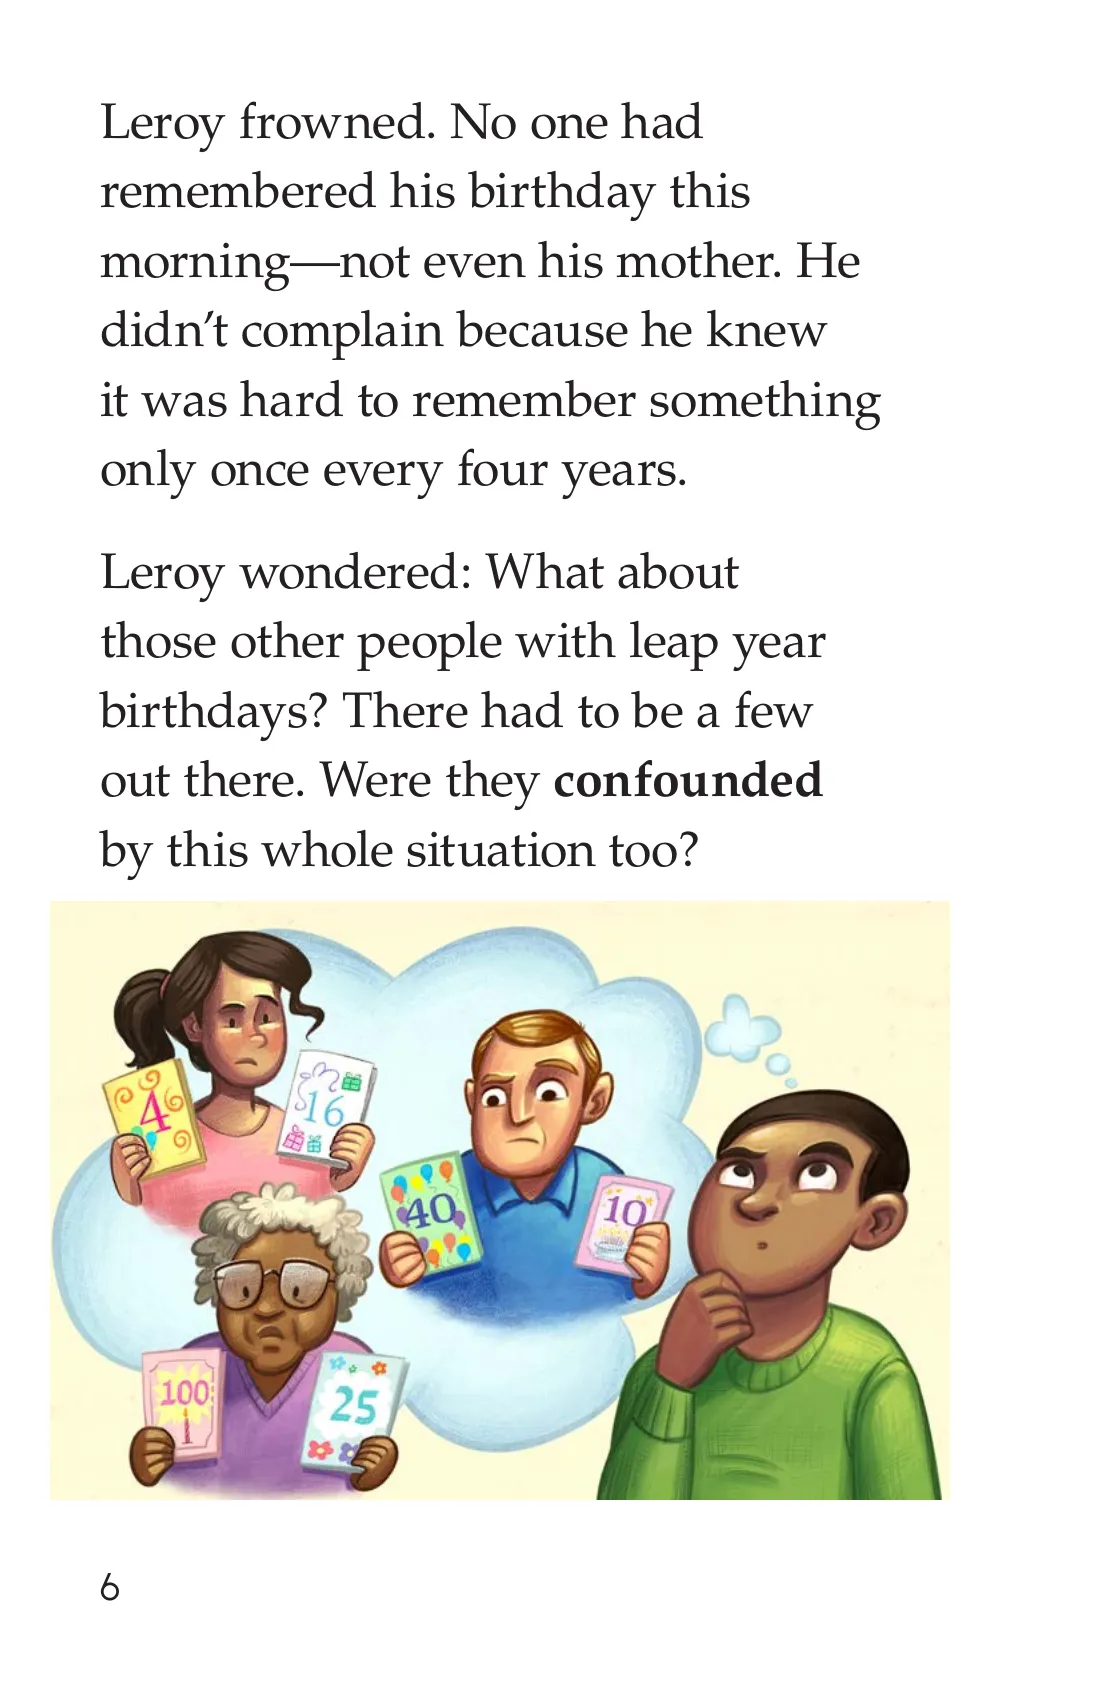 Leroy frowned. No one had
remembered his birthday this
morning—not even his mother. He
didn’t complain because he knew
it was hard to remember something
only once every four years.
Leroy wondered: What about
those other people with leap year
birthdays? There had to be a few
out there. Were they confounded
by this whole situation too?
4
16
40
10
100
25
6